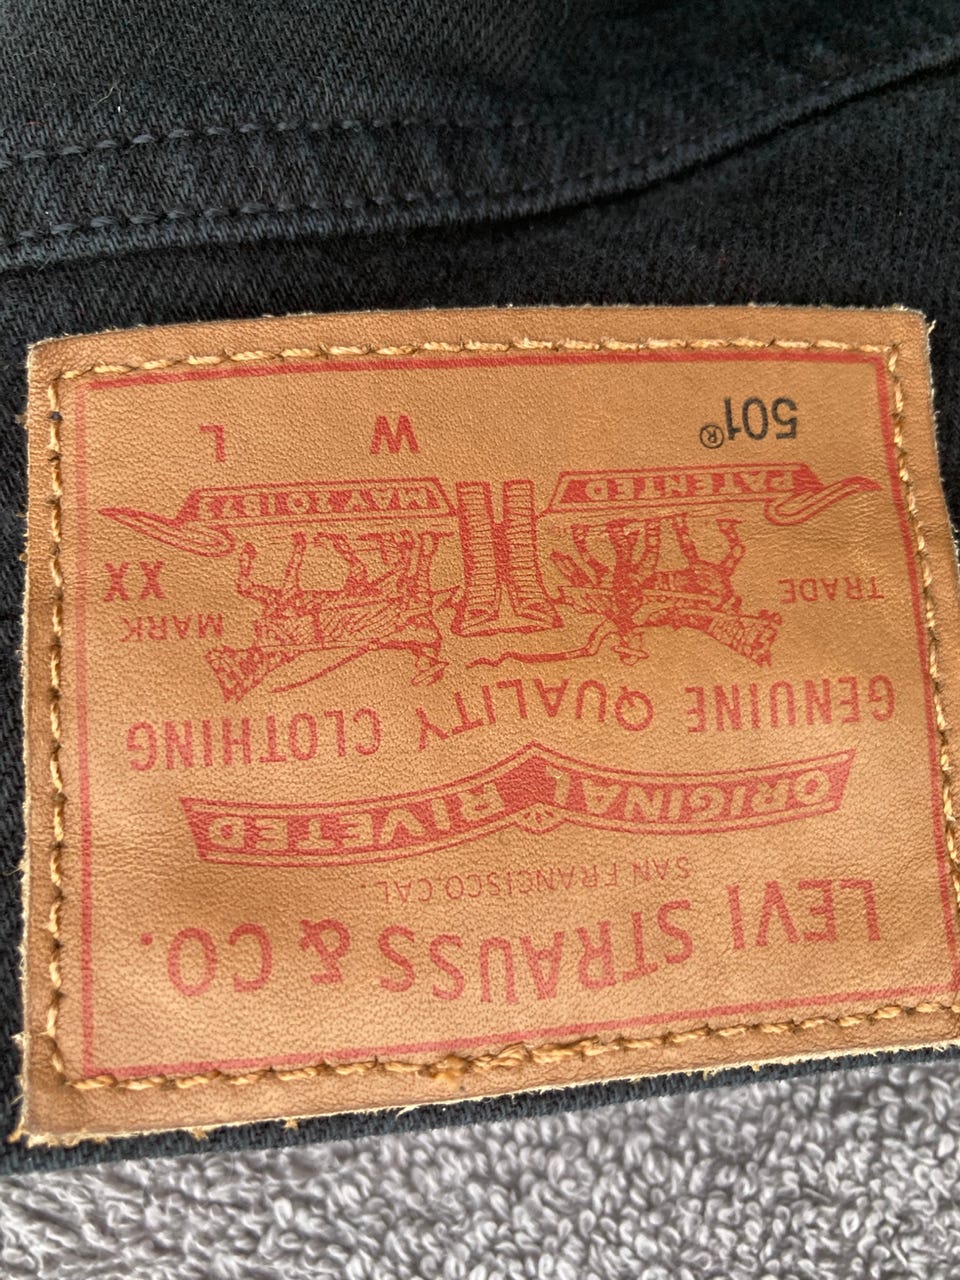 LEVI STRAUSS & CO.
SAN FRANCISCO, CAL.
ORIGINAL RIVETED
GENUINE QUALITY CLOTHING
TRADE MARK
XX
PATENTED MAY 20 1873
501® W L